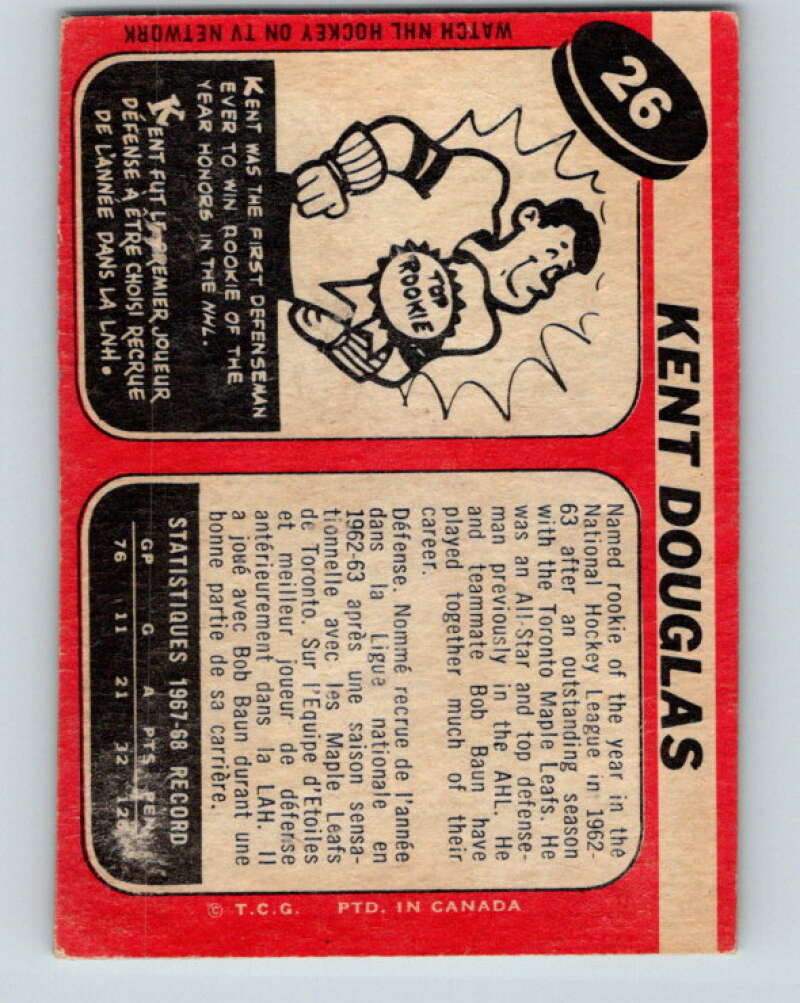 26
KENT DOUGLAS
WATCH NHL HOCKEY ON TV NETWORK
TOP
ROOKIE
KENT WAS THE FIRST DEFENSEMAN
EVER TO WIN ROOKIE OF THE
YEAR HONORS IN THE NHL.
KENT FUT LE PREMIER JOUEUR
DÉFENSE A ÊTRE CHOISI RECRUE
DE L'ANNÉE DANS LA LNH.
Named rookie of the year in the
National Hockey League in 1962-
63 after an outstanding season
with the Toronto Maple Leafs. He
was an All-Star and top defense-
man previously in the AHL. He
and teammate Bob Baun have
played together much of their
career.
Défense. Nommé recrue de l'année
dans la Ligue nationale en
1962-63 après une saison sensa-
tionnelle avec les Maple Leafs
de Toronto. Sur l'Equipe d'Etoiles
et meilleur joueur de défense
antérieurement dans la LAH. Il
a joué avec Bob Baun durant une
bonne partie de sa carrière.
STATISTIQUES 1967-68 RECORD
GP G A PTS PEN
76 11 21 32
© T.C.G. PTD. IN CANADA